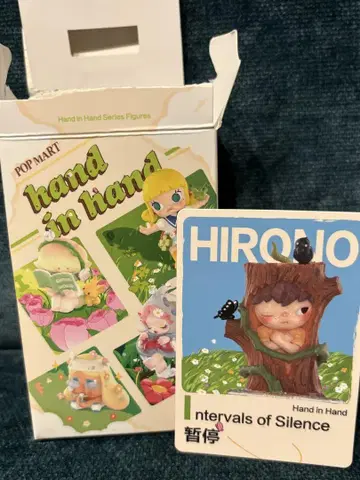 Hand in Hand Series Figures
POP MART
hand
in hand
HIRONO
Hand in Hand
Intervals of Silence
暂停